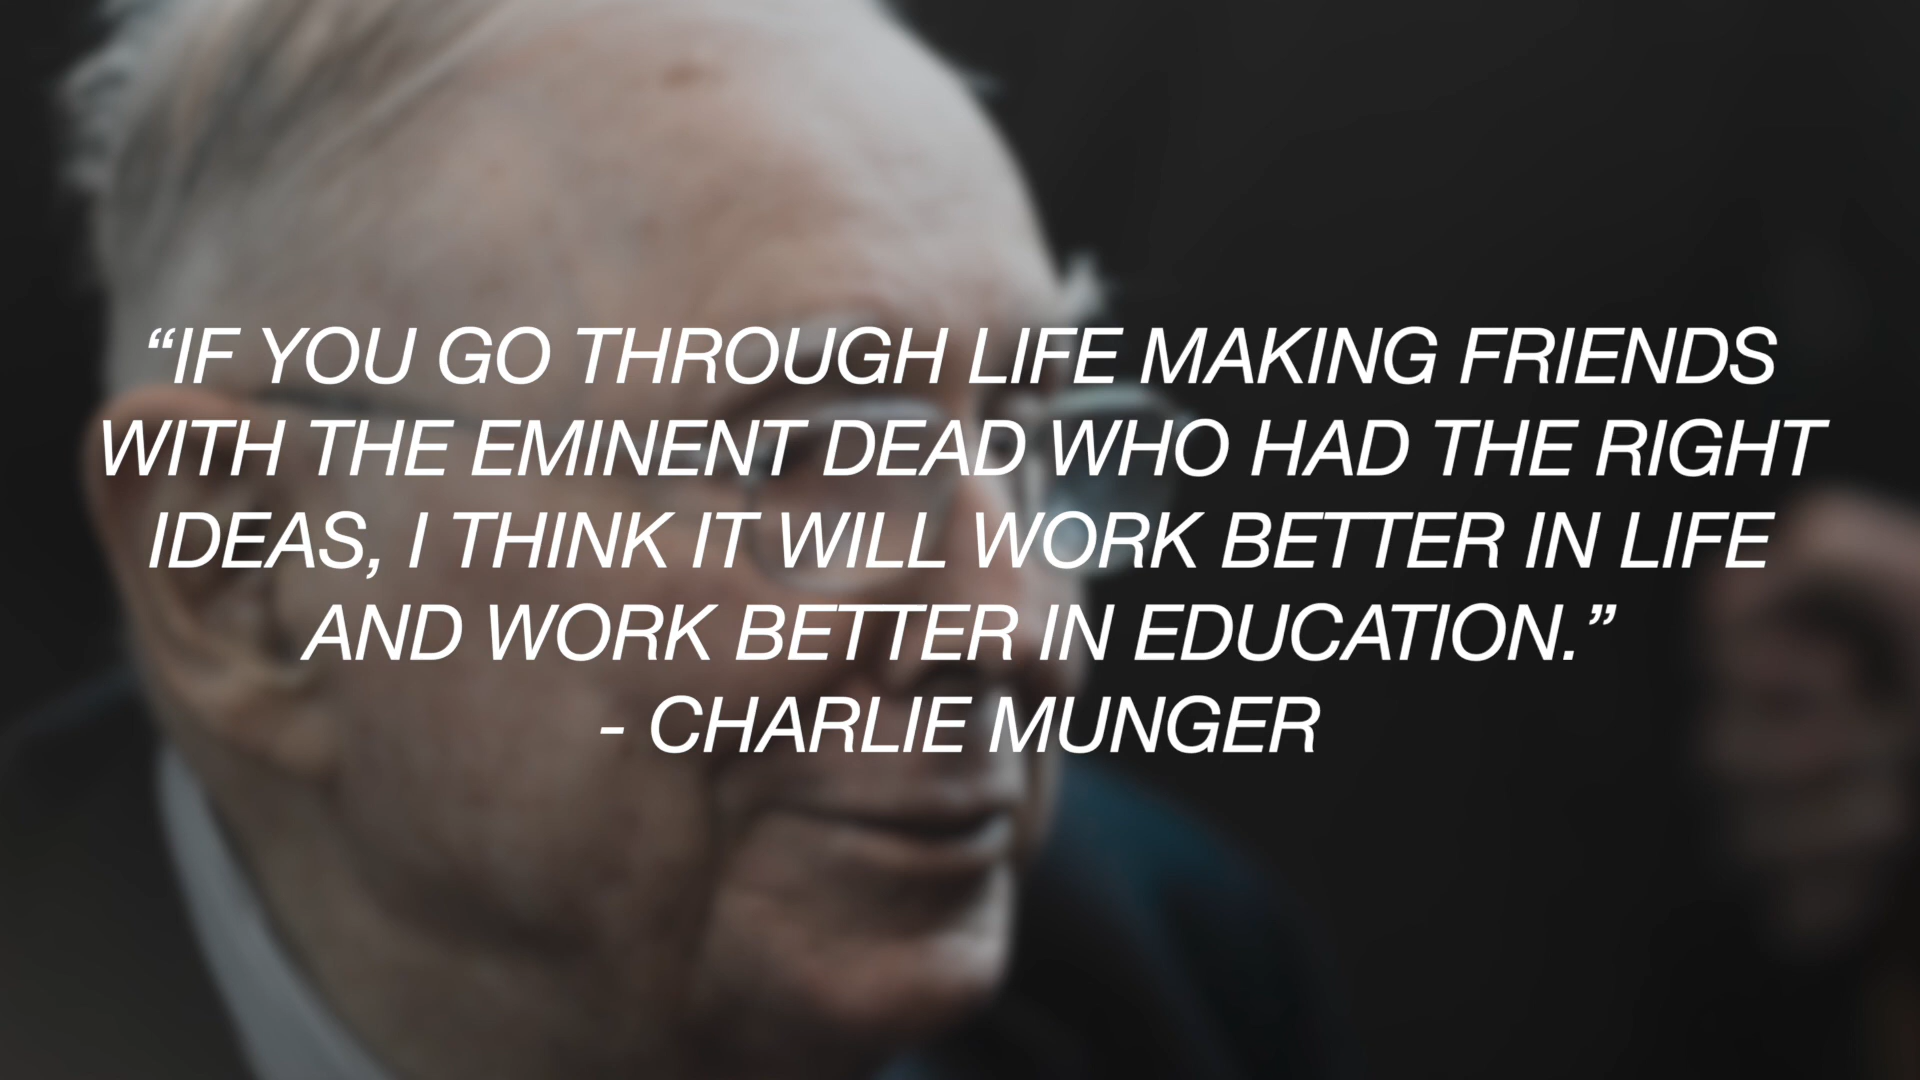 “IF YOU GO THROUGH LIFE MAKING FRIENDS
WITH THE EMINENT DEAD WHO HAD THE RIGHT
IDEAS, I THINK IT WILL WORK BETTER IN LIFE
AND WORK BETTER IN EDUCATION.”
- CHARLIE MUNGER